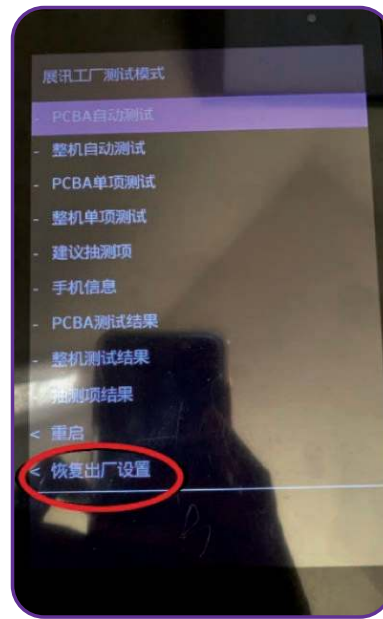 展讯工厂测试模式
- PCBA自动测试
- 整机自动测试
- PCBA单项测试
- 整机单项测试
- 建议抽测项
- 手机信息
- PCBA测试结果
- 整机测试结果
- 抽测项结果
< 重启
< 恢复出厂设置